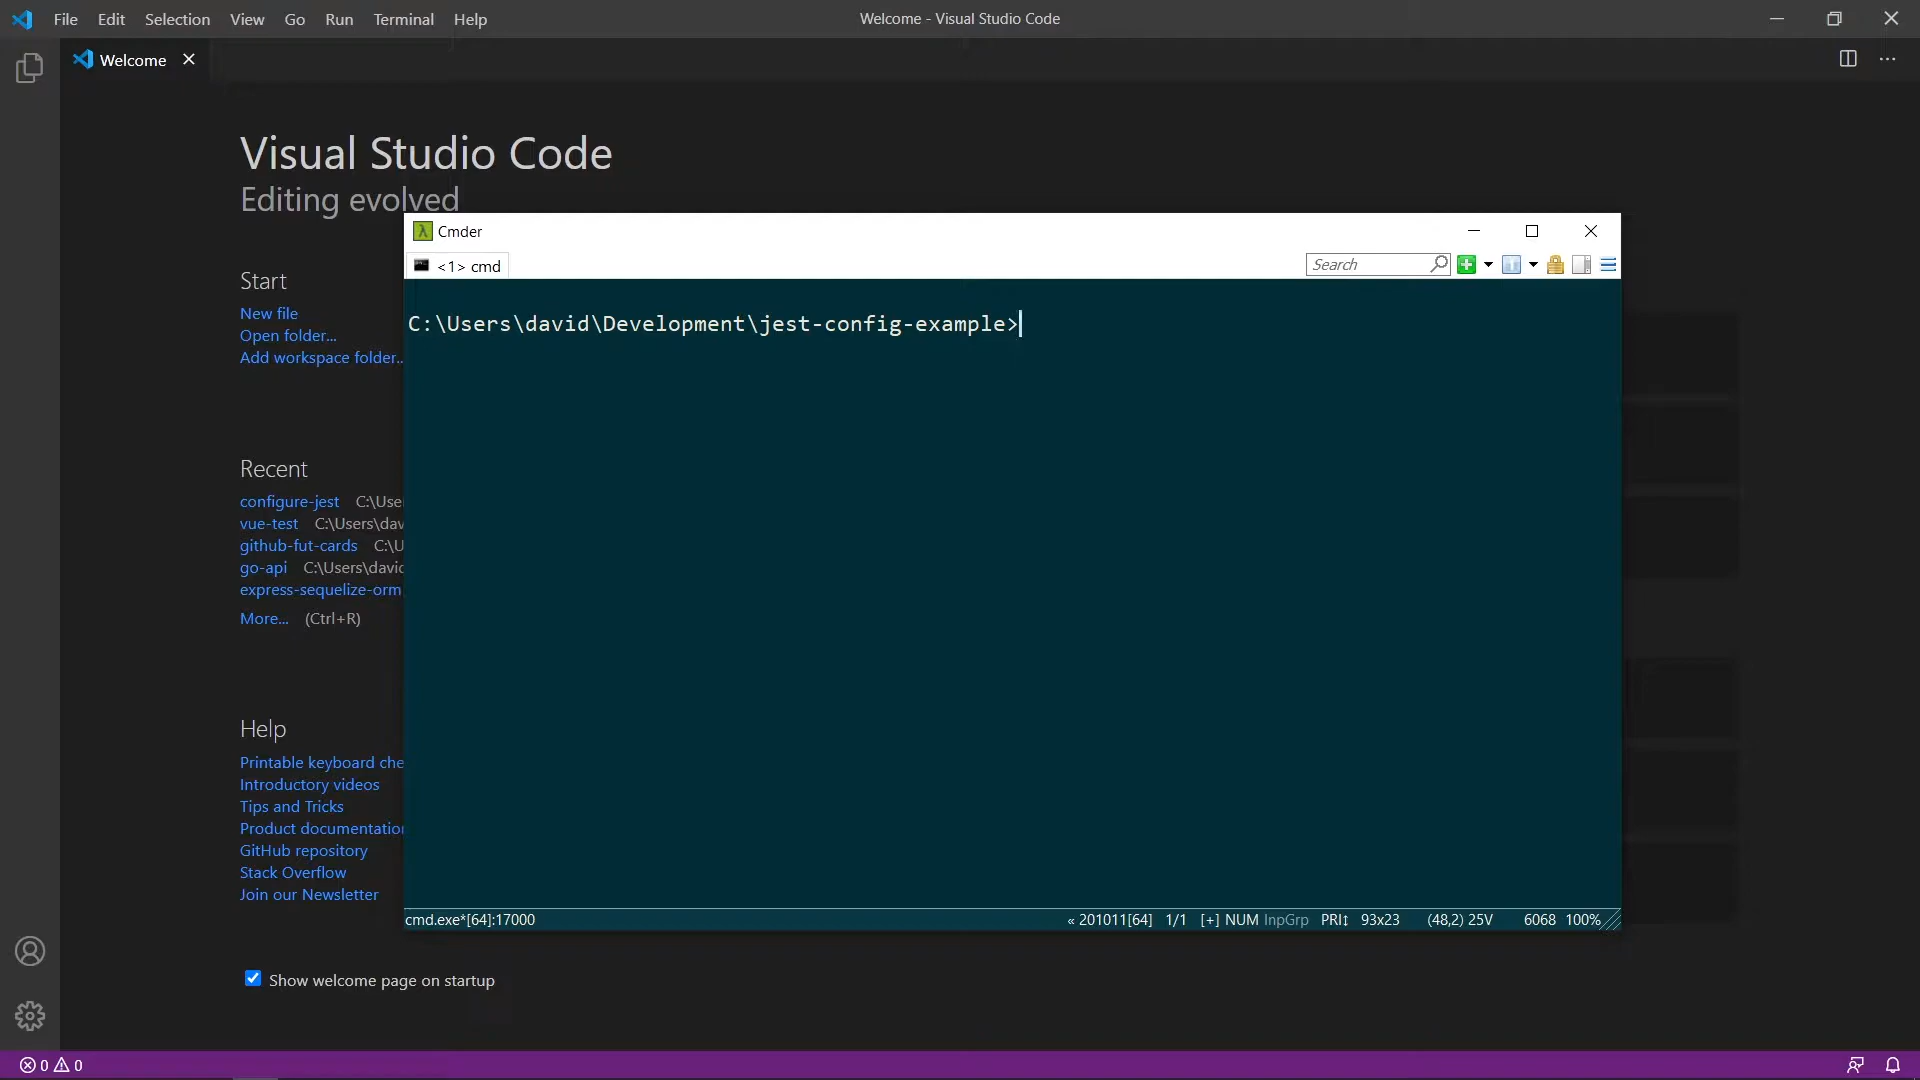 File Edit Selection View Go Run Terminal Help
Welcome - Visual Studio Code
Welcome
Visual Studio Code
Editing evolved
Start
New file
Open folder...
Add workspace folder..
Recent
configure-jest C:\Use
vue-test C:\Users\dav
github-fut-cards C:\U
go-api C:\Users\david
express-sequelize-orm
More... (Ctrl+R)
Help
Printable keyboard che
Introductory videos
Tips and Tricks
Product documentation
GitHub repository
Stack Overflow
Join our Newsletter
Show welcome page on startup
Cmder
<1> cmd
Search
C:\Users\david\Development\jest-config-example>
cmd.exe*[64]:17000
« 201011[64] 1/1 [+] NUM InpGrp PRI↕ 93x23 (48,2) 25V 6068 100%
0 0